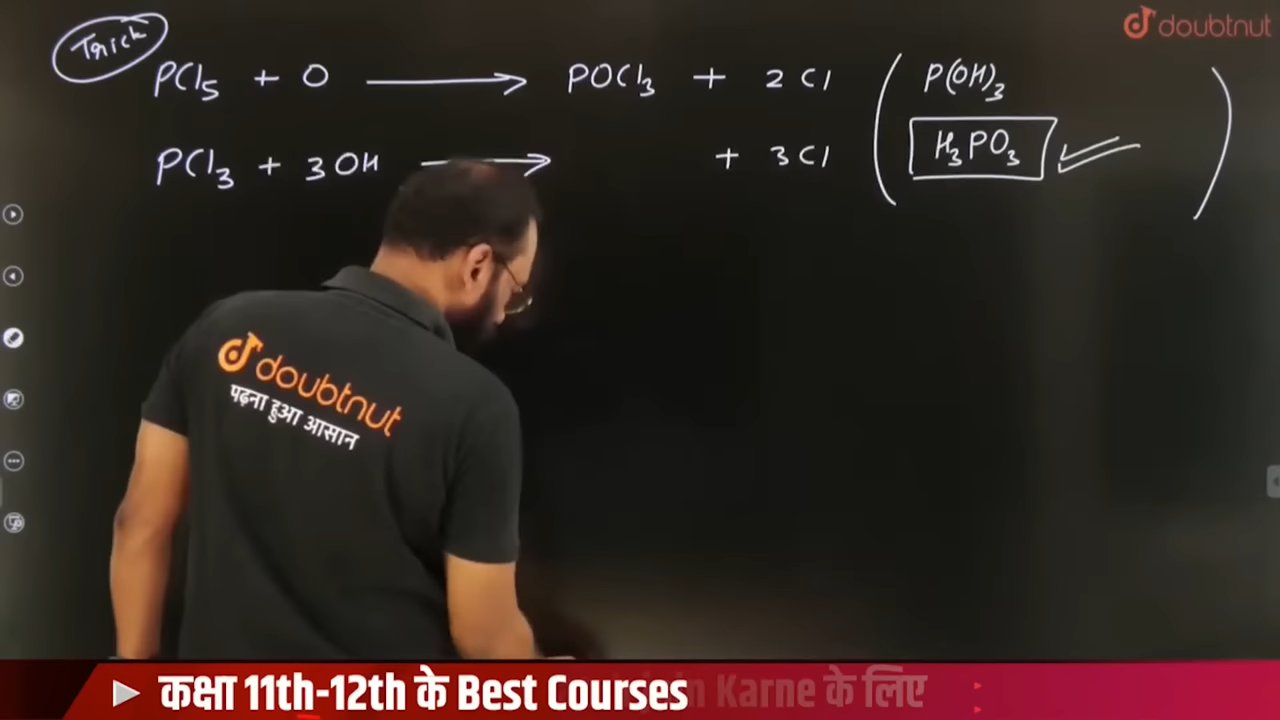 Trick
doubtnut
PCl₅ + O ⟶ POCl₃ + 2Cl ( P(OH)₃
PCl₃ + 3OH ⟶ + 3Cl H₃PO₃ )
doubtnut
पढ़ना हुआ आसान
कक्षा 11th-12th के Best Courses Karne के लिए